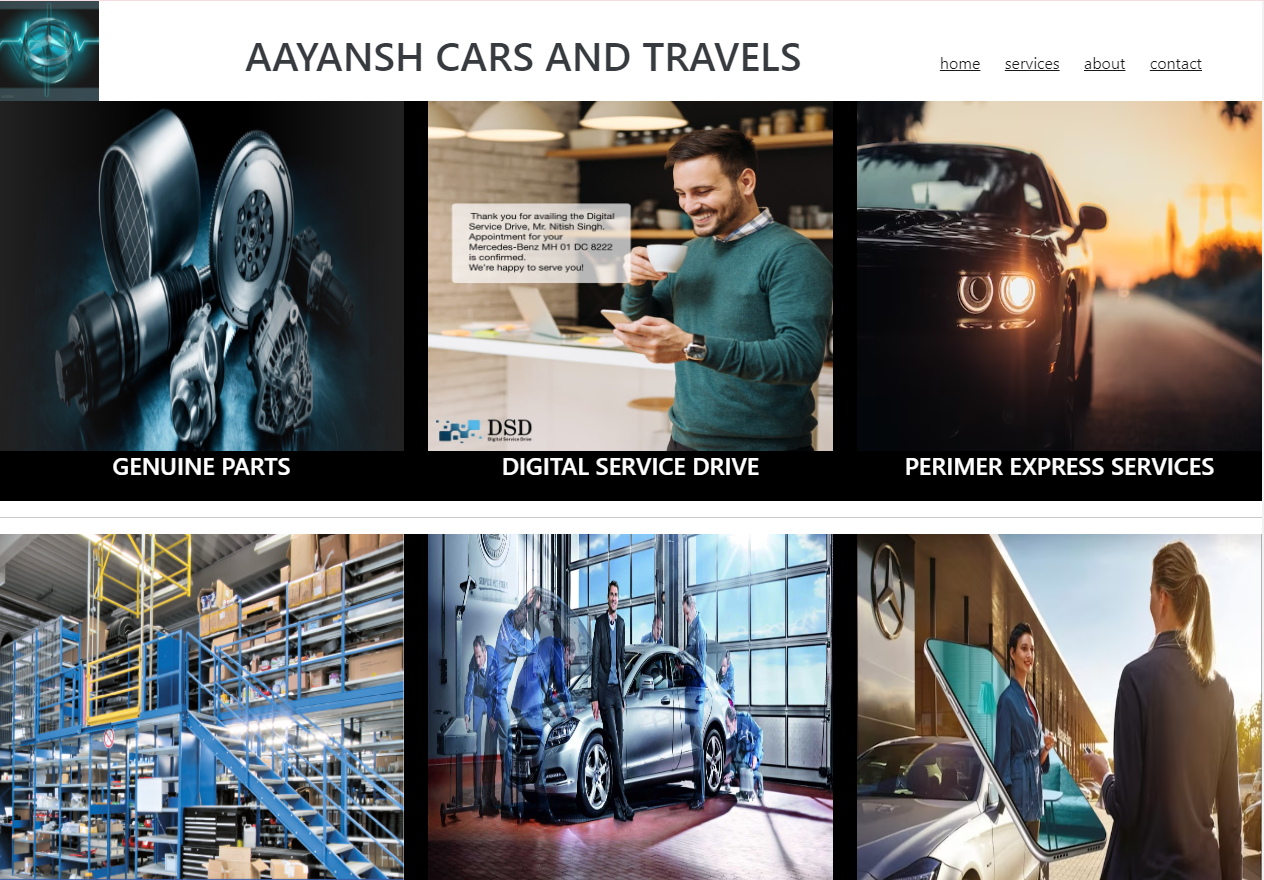 AAYANSH CARS AND TRAVELS
home services about contact
Thank you for availing the Digital
Service Drive, Mr. Nitish Singh.
Appointment for your
Mercedes-Benz MH 01 DC 8222
is confirmed.
We're happy to serve you!
DSD
Digital Service Drive
GENUINE PARTS
DIGITAL SERVICE DRIVE
PERIMER EXPRESS SERVICES